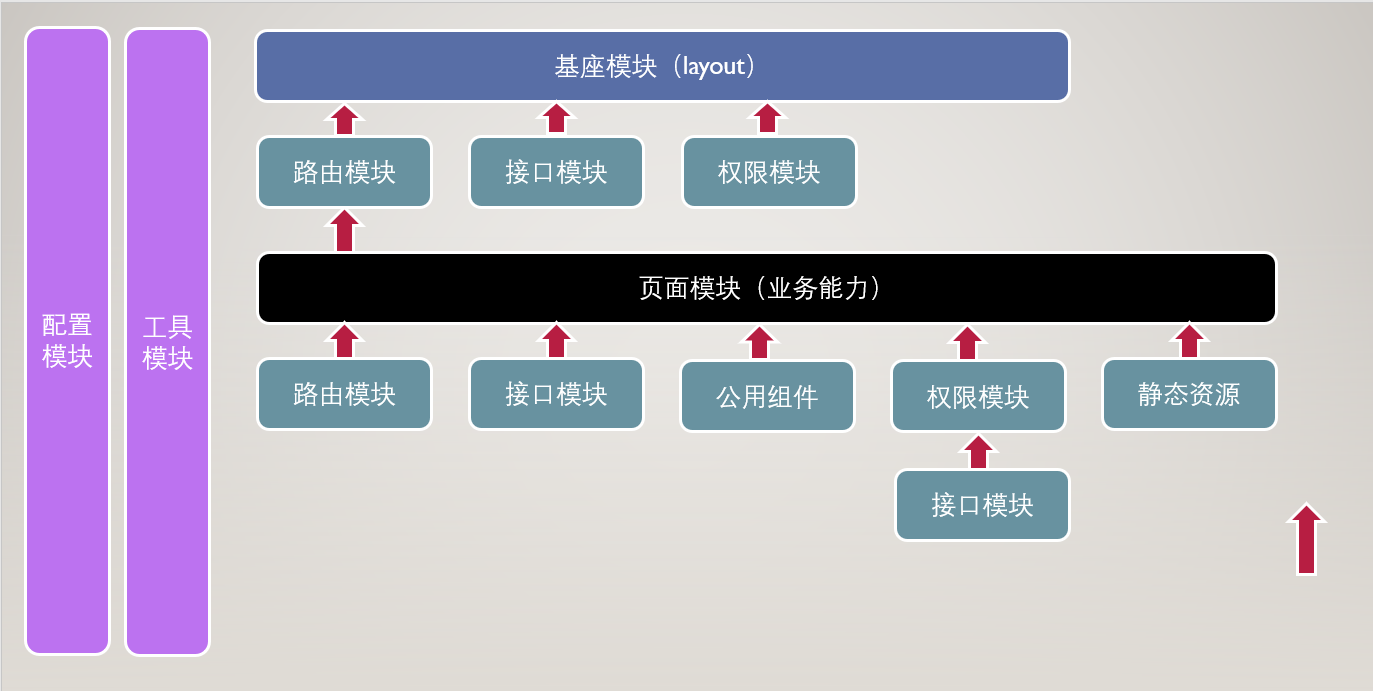 配置
模块
工具
模块
基座模块（layout）
路由模块
接口模块
权限模块
页面模块（业务能力）
路由模块
接口模块
公用组件
权限模块
静态资源
接口模块